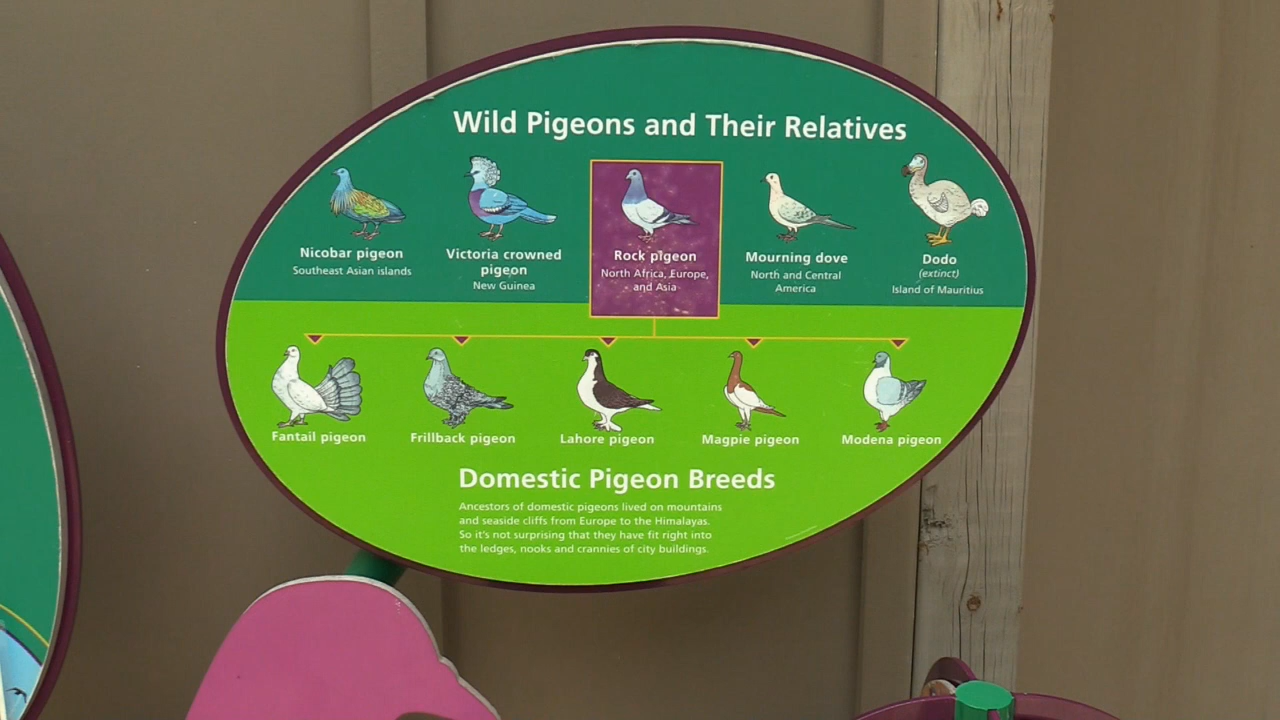 Wild Pigeons and Their Relatives
Nicobar pigeon
Southeast Asian islands
Victoria crowned
pigeon
New Guinea
Rock pigeon
North Africa, Europe,
and Asia
Mourning dove
North and Central
America
Dodo
(extinct)
Island of Mauritius
Fantail pigeon
Frillback pigeon
Lahore pigeon
Magpie pigeon
Modena pigeon
Domestic Pigeon Breeds
Ancestors of domestic pigeons lived on mountains
and seaside cliffs from Europe to the Himalayas.
So it's not surprising that they have fit right into
the ledges, nooks and crannies of city buildings.